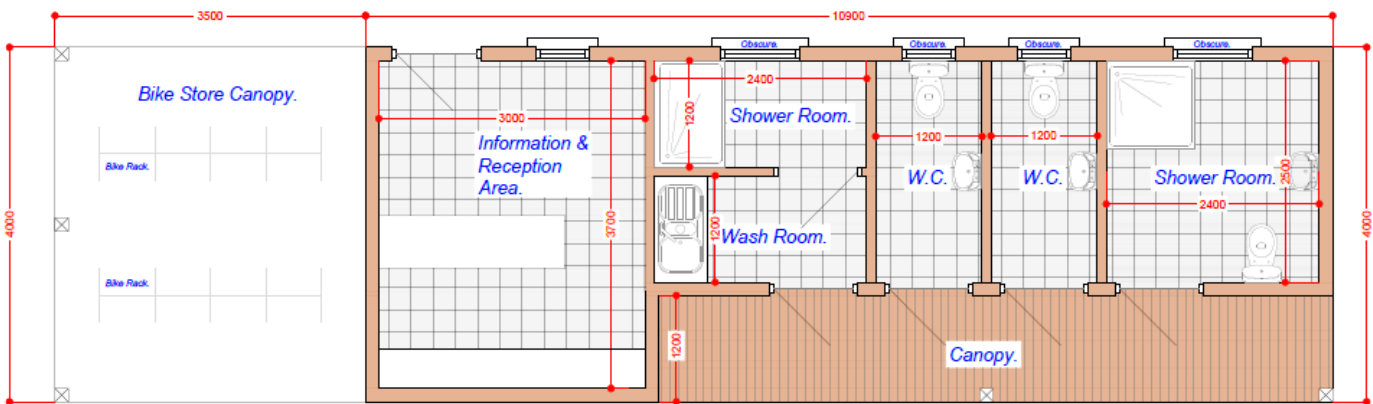 3500
10900
Obscure.
Obscure.
Obscure.
Obscure.
Bike Store Canopy.
2400
1200
Shower Room.
3000
Information &
Reception
Area.
1200
1200
Bike Rack.
W.C.
W.C.
Shower Room.
2500
2400
4000
3700
1200
Wash Room.
4000
Bike Rack.
1200
Canopy.